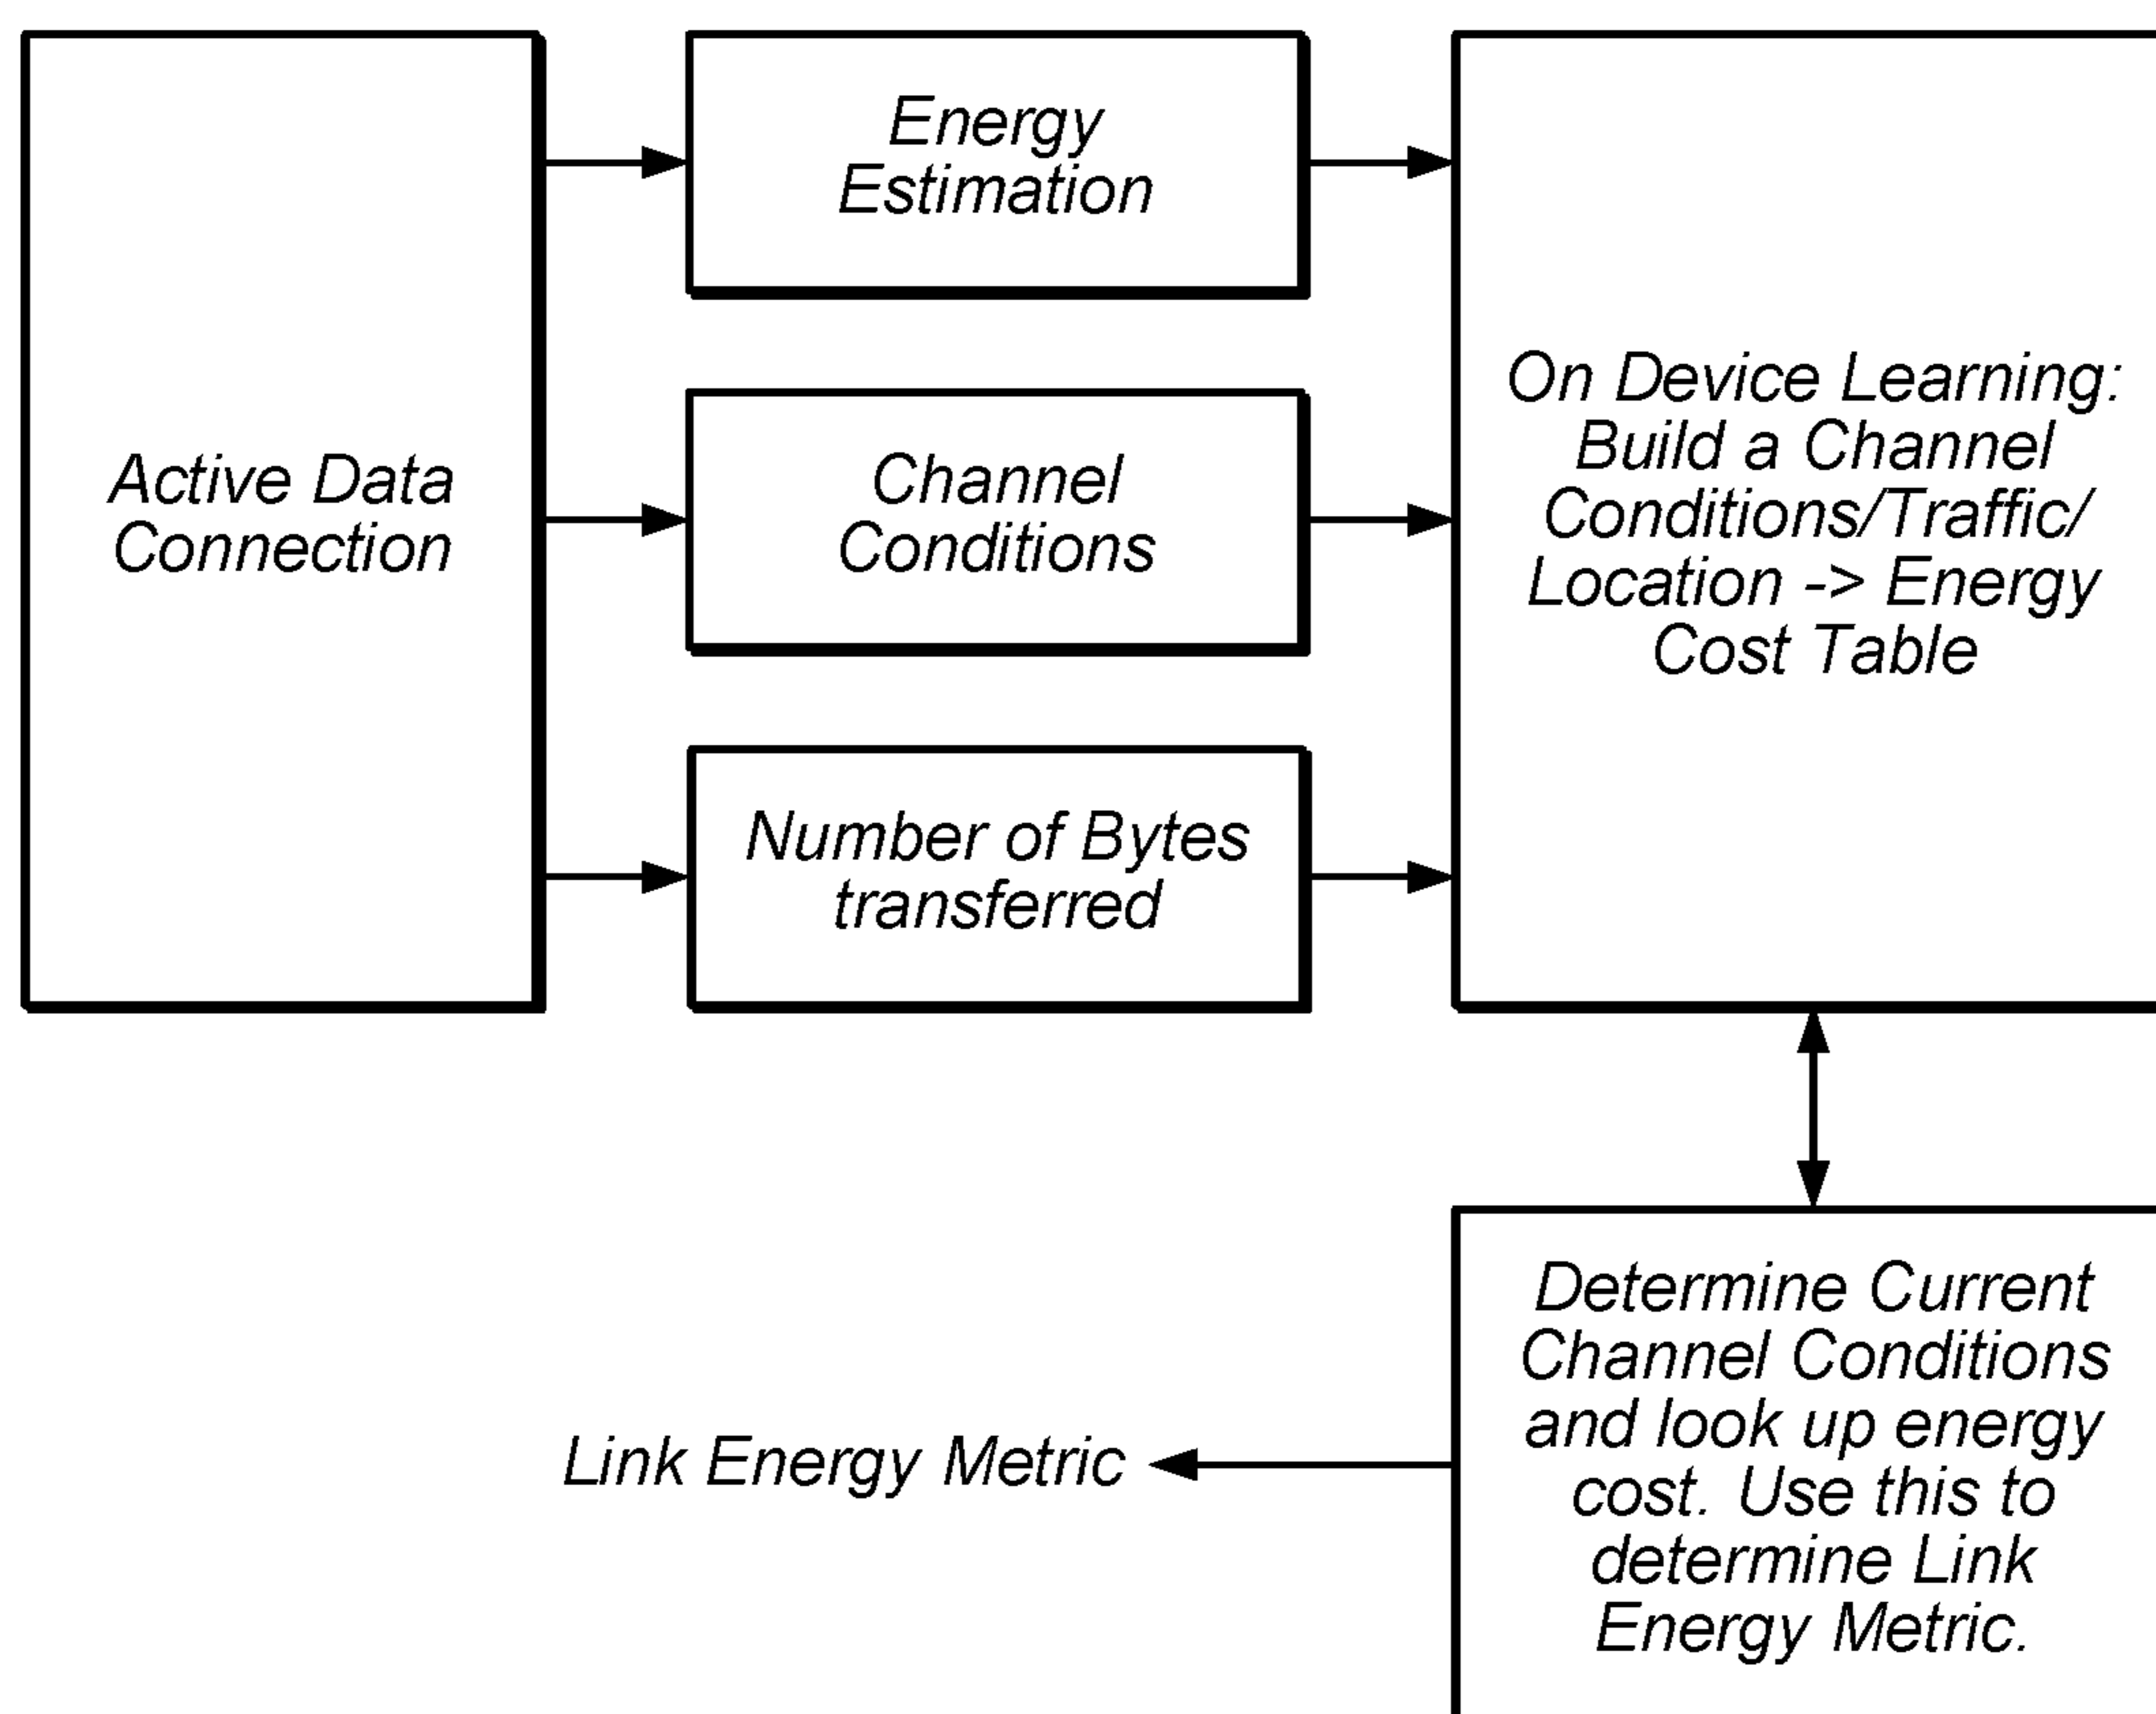 Active Data
Connection
Energy
Estimation
Channel
Conditions
Number of Bytes
transferred
On Device Learning:
Build a Channel
Conditions/Traffic/
Location -> Energy
Cost Table
Determine Current
Channel Conditions
and look up energy
cost. Use this to
determine Link
Energy Metric.
Link Energy Metric